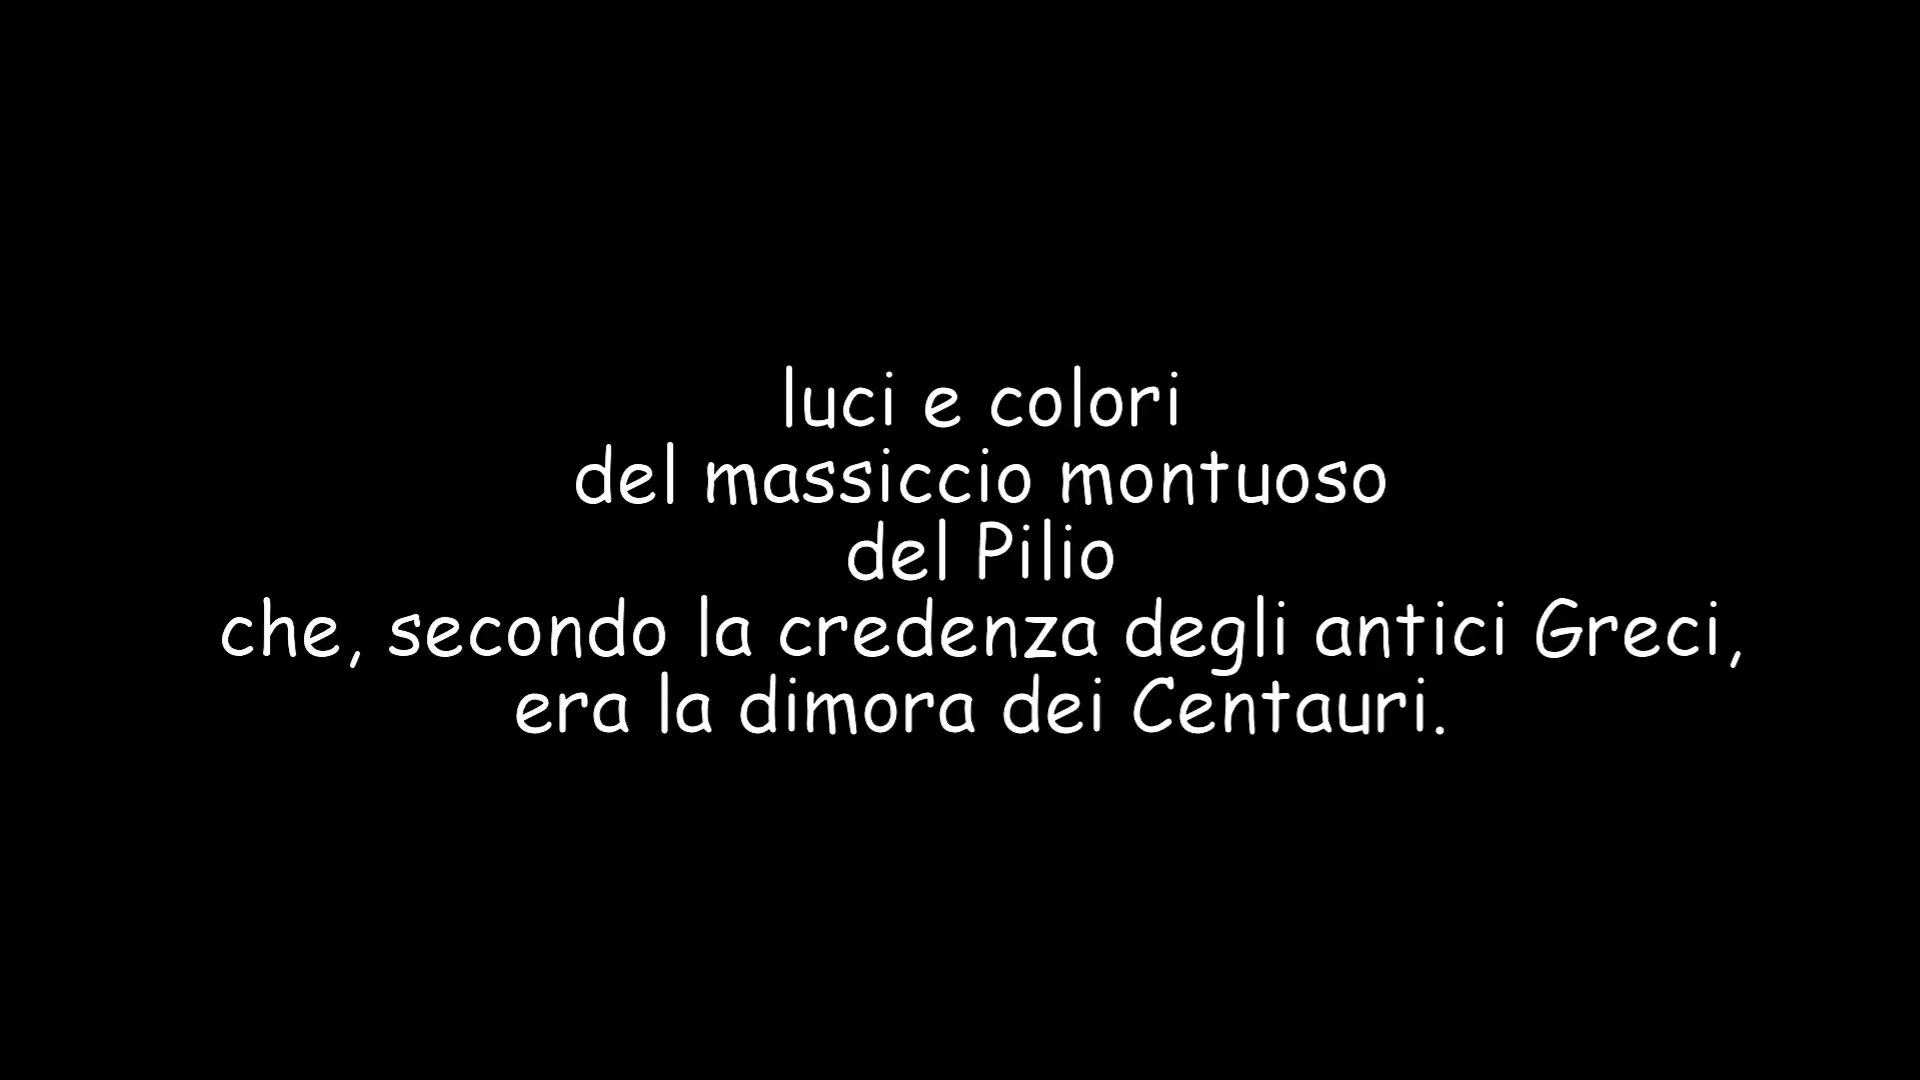 luci e colori
del massiccio montuoso
del Pilio
che, secondo la credenza degli antici Greci,
era la dimora dei Centauri.